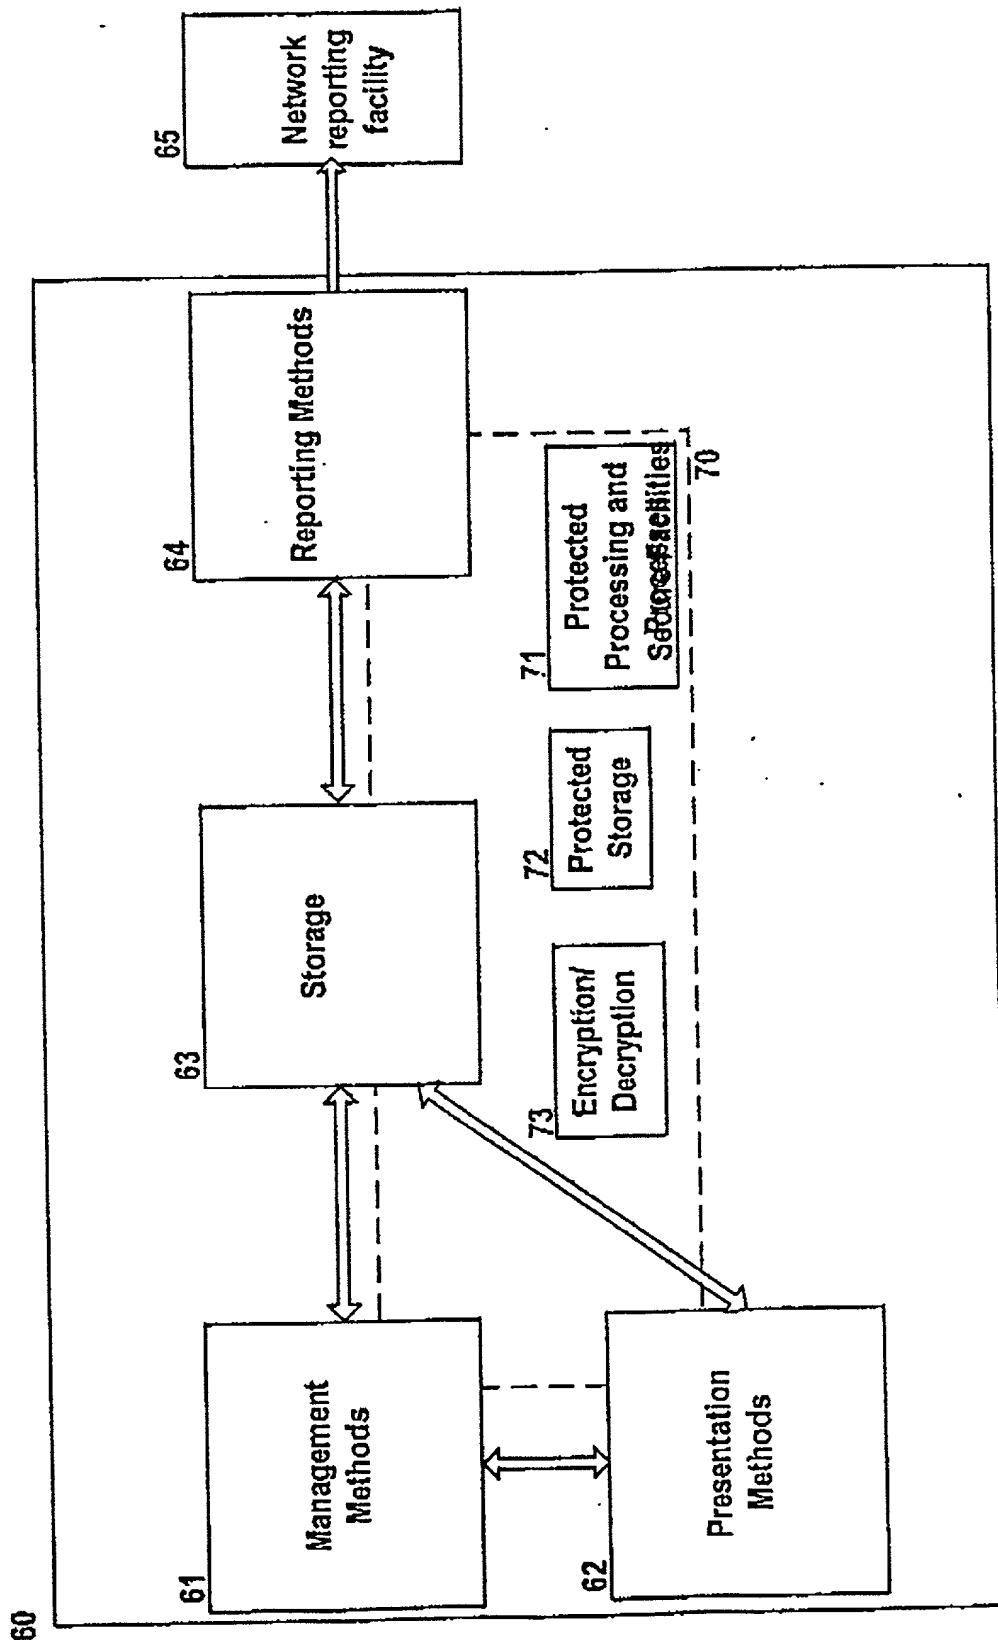 60
61
Management
Methods
63
Storage
64
Reporting Methods
65
Network
reporting
facility
73
Encryption/
Decryption
72
Protected
Storage
71
Protected
Processing and
62
Presentation
Methods
70